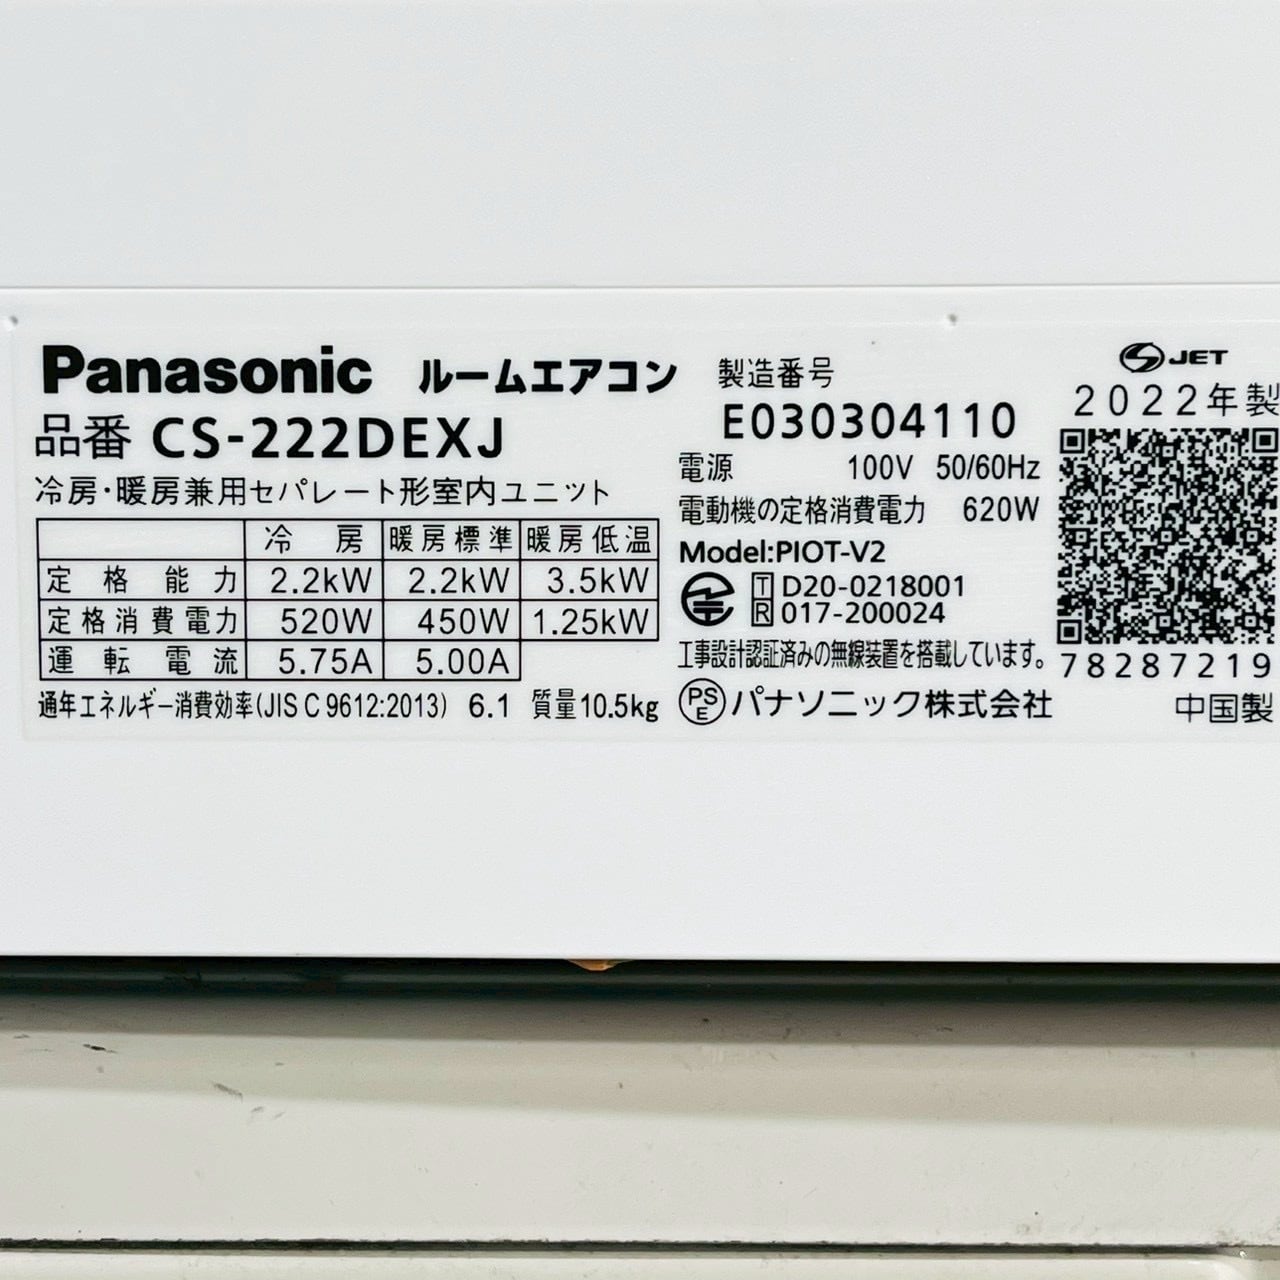 Panasonic ルームエアコン
品番 CS-222DEXJ
冷房・暖房兼用セパレート形室内ユニット
冷房 暖房標準 暖房低温
定格能力 2.2kW 2.2kW 3.5kW
定格消費電力 520W 450W 1.25kW
運転電流 5.75A 5.00A
通年エネルギー消費効率(JIS C 9612:2013) 6.1 質量10.5kg
製造番号
E030304110
電源 100V 50/60Hz
電動機の定格消費電力 620W
Model:PIOT-V2
T D20-0218001
R 017-200024
工事設計認証済みの無線装置を搭載しています。
PSE パナソニック株式会社
JET
2022年製
78287219
中国製